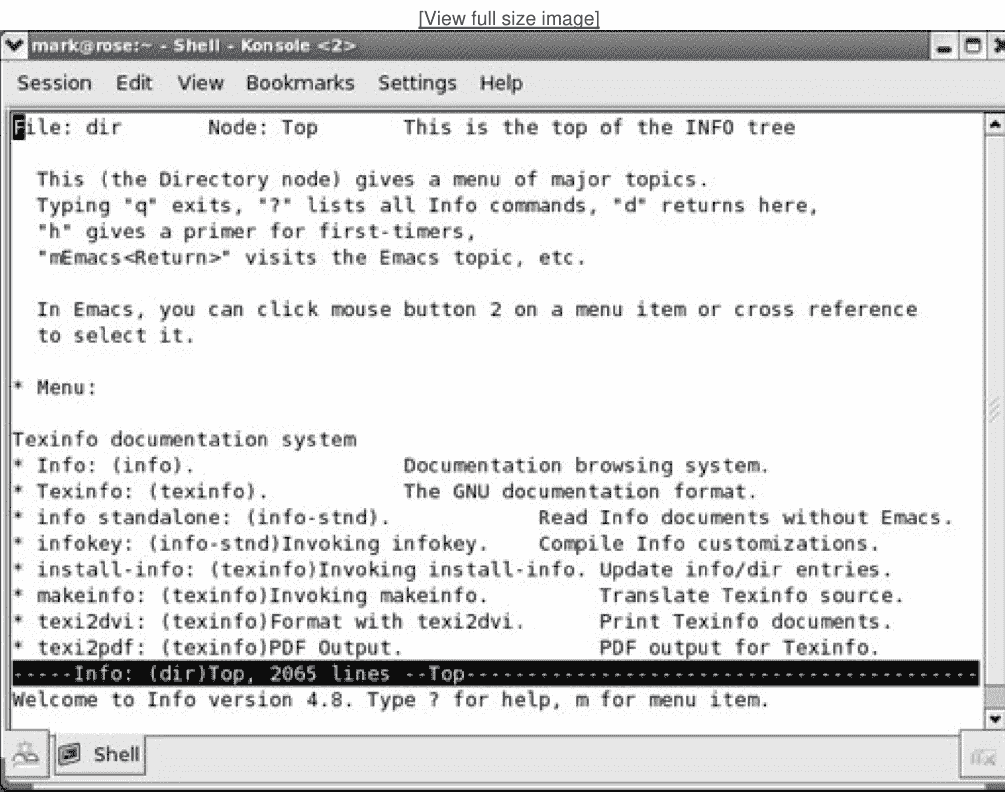 [View full size image]
mark@rose:~ - Shell - Konsole <2>
Session Edit View Bookmarks Settings Help
File: dir Node: Top This is the top of the INFO tree
This (the Directory node) gives a menu of major topics.
Typing "q" exits, "?" lists all Info commands, "d" returns here,
"h" gives a primer for first-timers,
"mEmacs<Return>" visits the Emacs topic, etc.
In Emacs, you can click mouse button 2 on a menu item or cross reference
to select it.
* Menu:
Texinfo documentation system
* Info: (info). Documentation browsing system.
* Texinfo: (texinfo). The GNU documentation format.
* info standalone: (info-stnd). Read Info documents without Emacs.
* infokey: (info-stnd)Invoking infokey. Compile Info customizations.
* install-info: (texinfo)Invoking install-info. Update info/dir entries.
* makeinfo: (texinfo)Invoking makeinfo. Translate Texinfo source.
* texi2dvi: (texinfo)Format with texi2dvi. Print Texinfo documents.
* texi2pdf: (texinfo)PDF Output. PDF output for Texinfo.
-----Info: (dir)Top, 2065 lines --Top------------------------------------------
Welcome to Info version 4.8. Type ? for help, m for menu item.
Shell